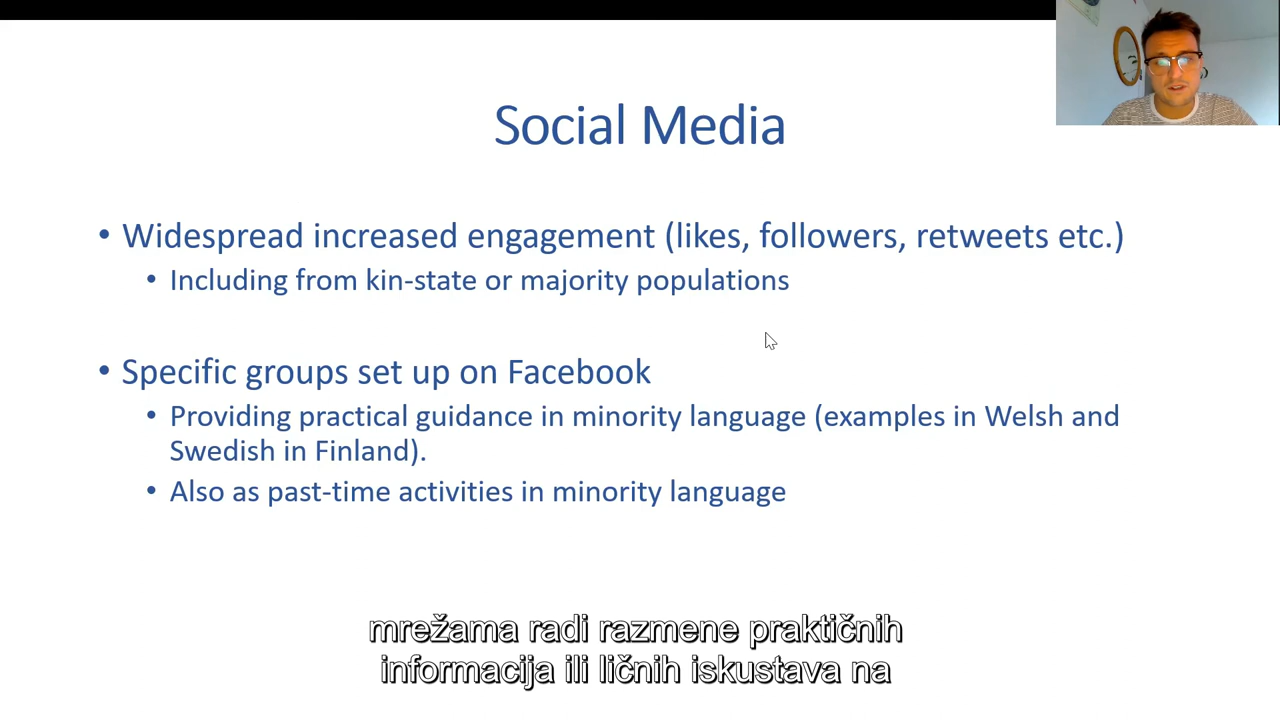 Social Media
• Widespread increased engagement (likes, followers, retweets etc.)
• Including from kin-state or majority populations
• Specific groups set up on Facebook
• Providing practical guidance in minority language (examples in Welsh and
Swedish in Finland).
• Also as past-time activities in minority language
mrežama radi razmene praktičnih
informacija ili ličnih iskustava na